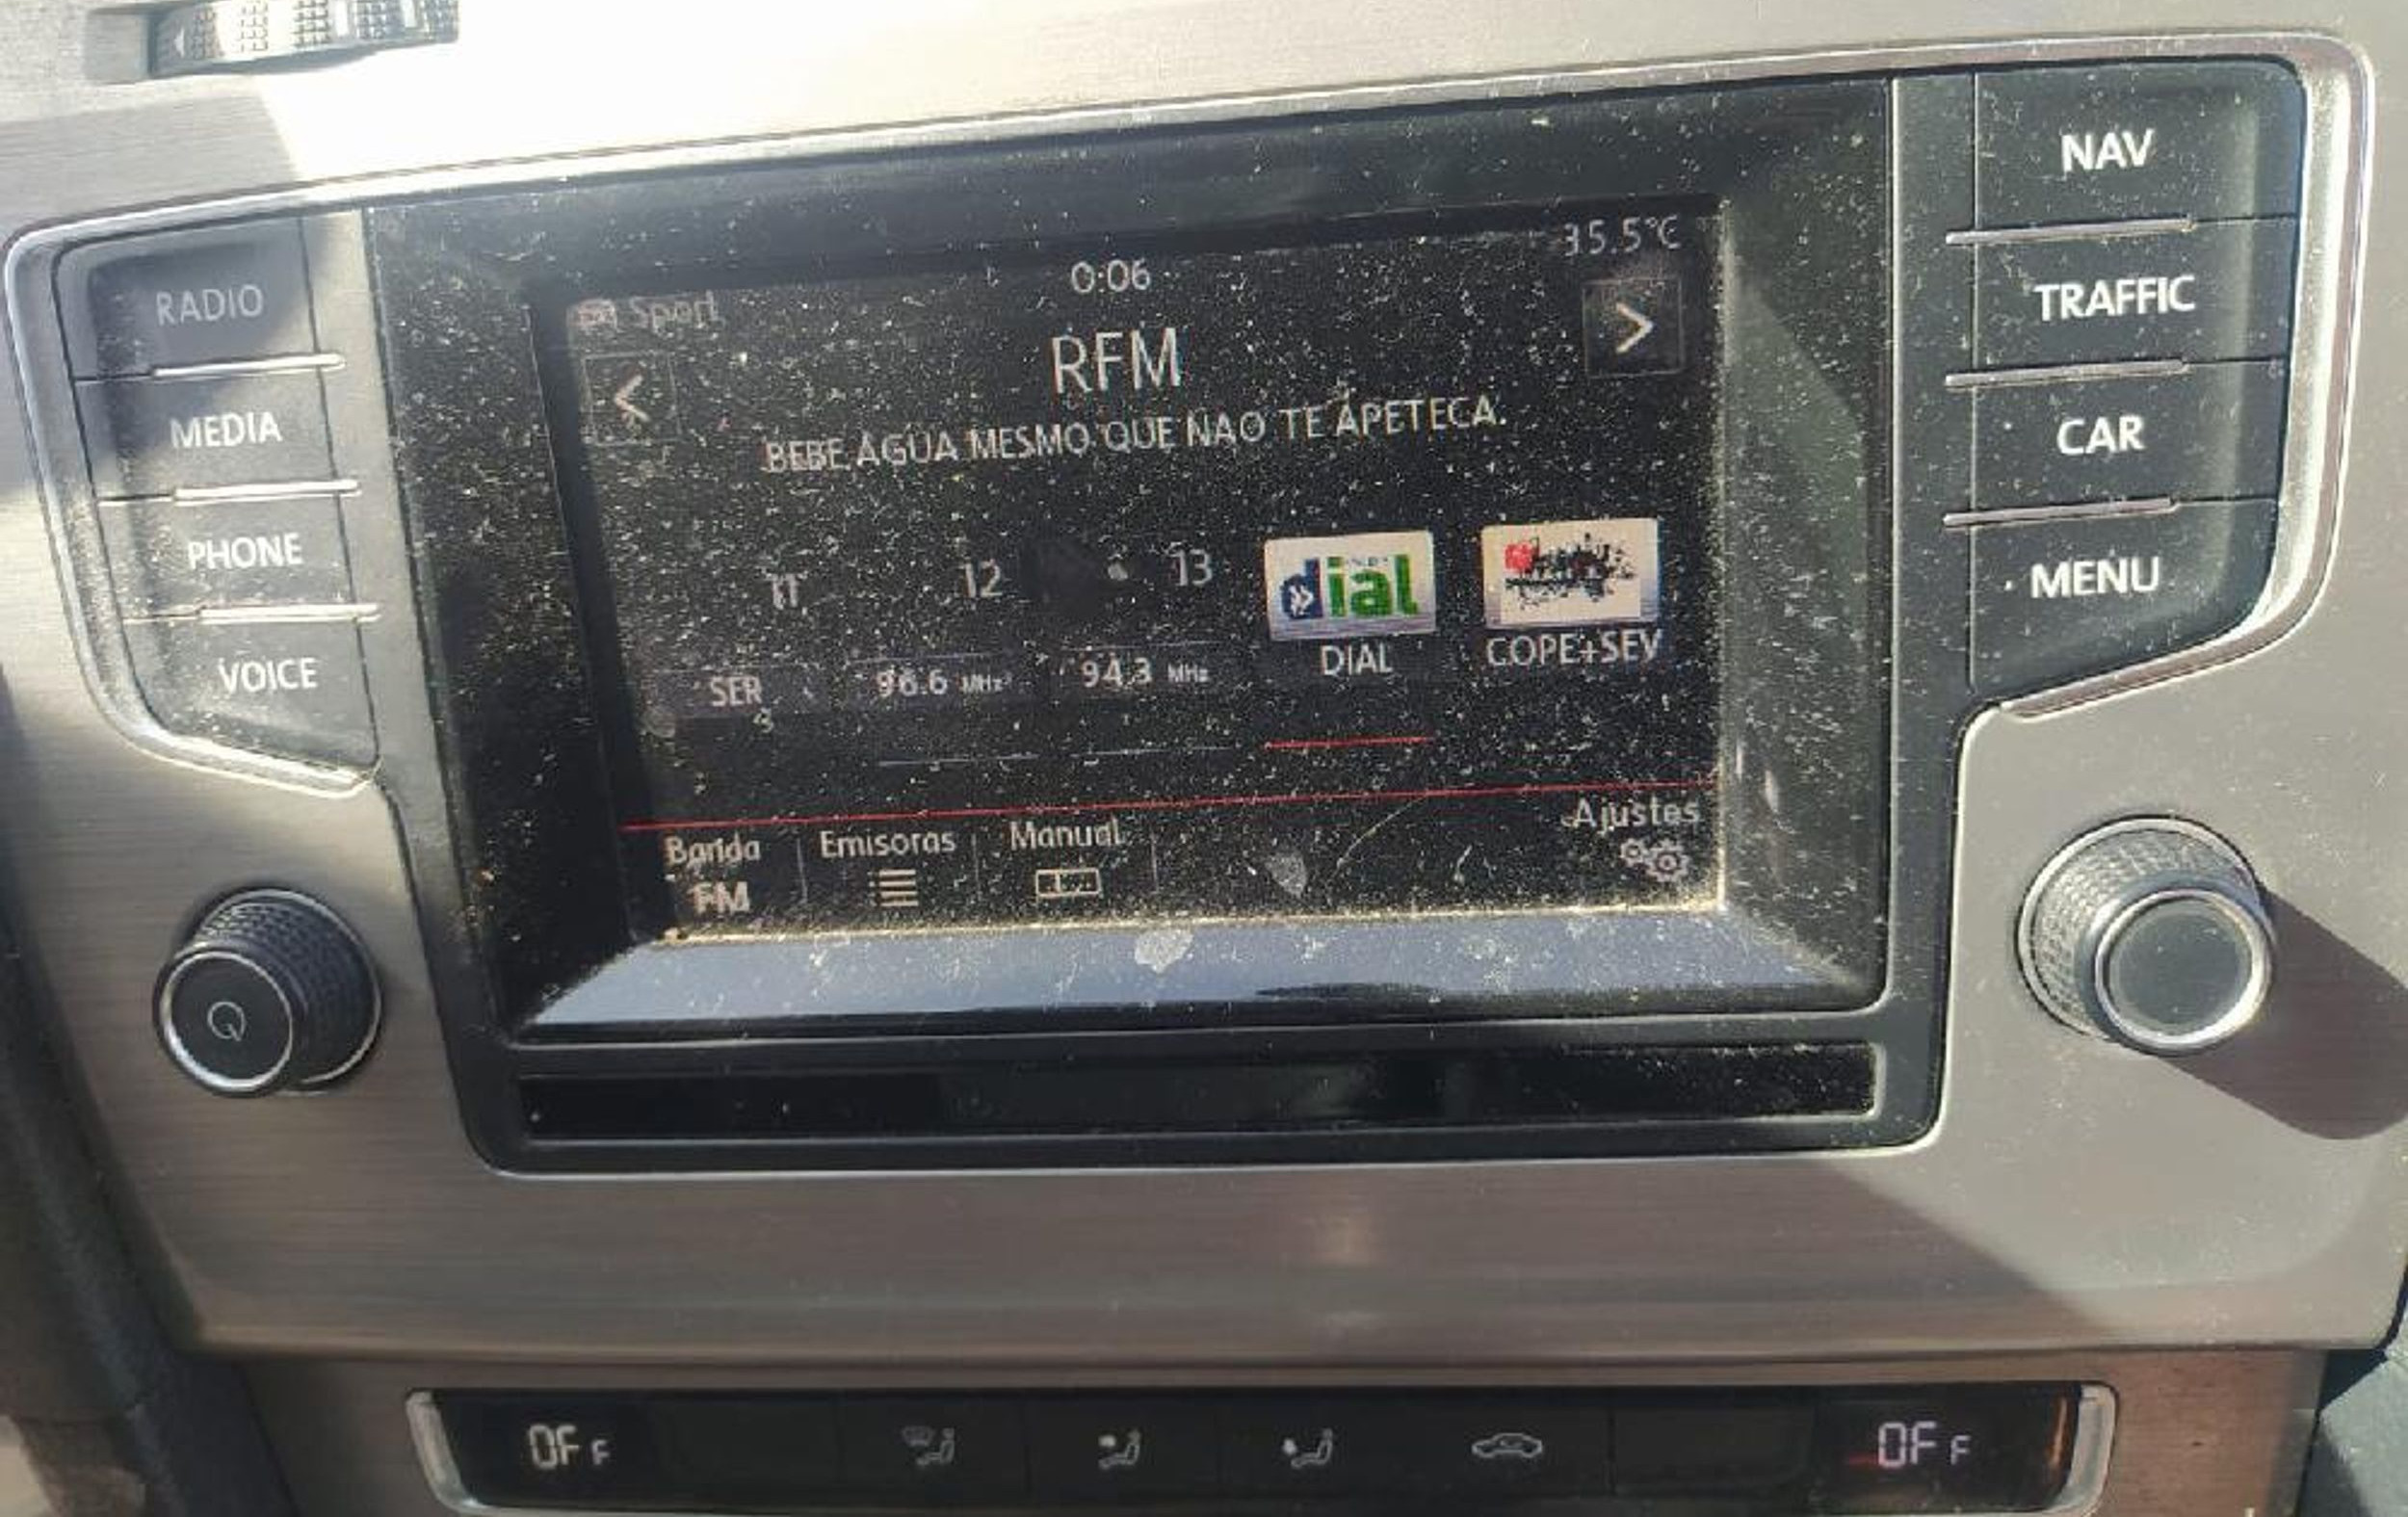 NAV
TRAFFIC
CAR
MENU
RADIO
MEDIA
PHONE
VOICE
35.5°C
0:06
Sport
RFM
BEBE AGUA MESMO QUE NAO TE APETECA.
11
12
13
dial
SER
96.6 MHz
94.3 MHz
DIAL
COPE+SEV
Banda
FM
Emisoras
Manual
Ajustes
OFF
OFF